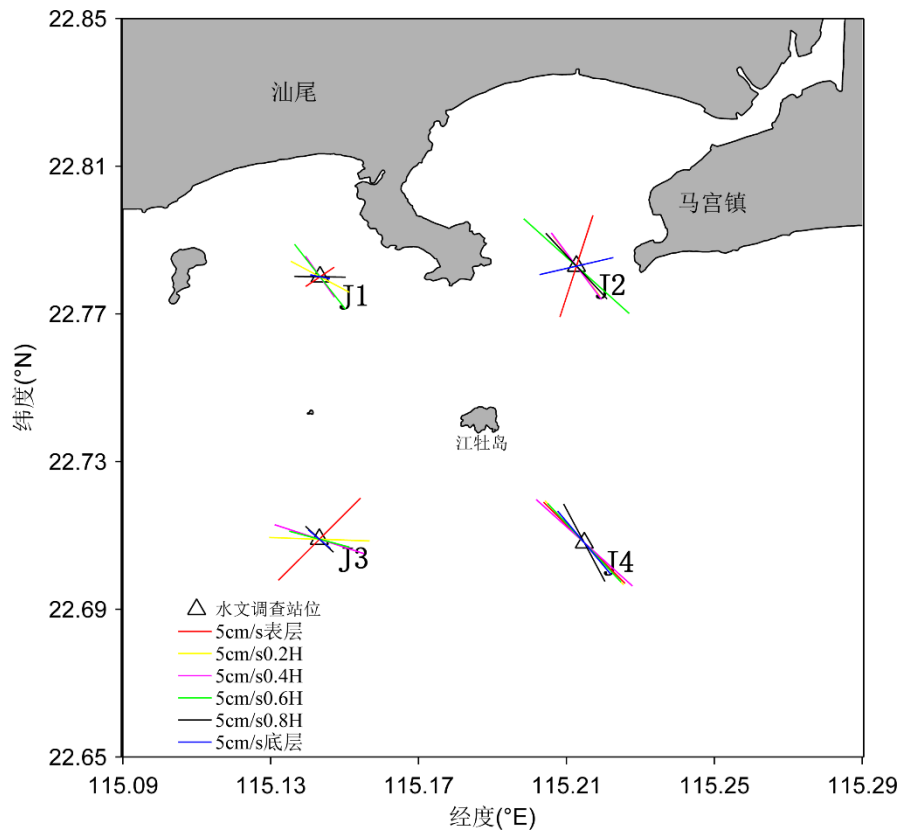 22.85
汕尾
22.81
马宫镇
J1
J2
22.77
纬度(°N)
江牡岛
22.73
J3
J4
22.69
水文调查站位
5cm/s表层
5cm/s0.2H
5cm/s0.4H
5cm/s0.6H
5cm/s0.8H
5cm/s底层
22.65
115.09 115.13 115.17 115.21 115.25 115.29
经度(°E)